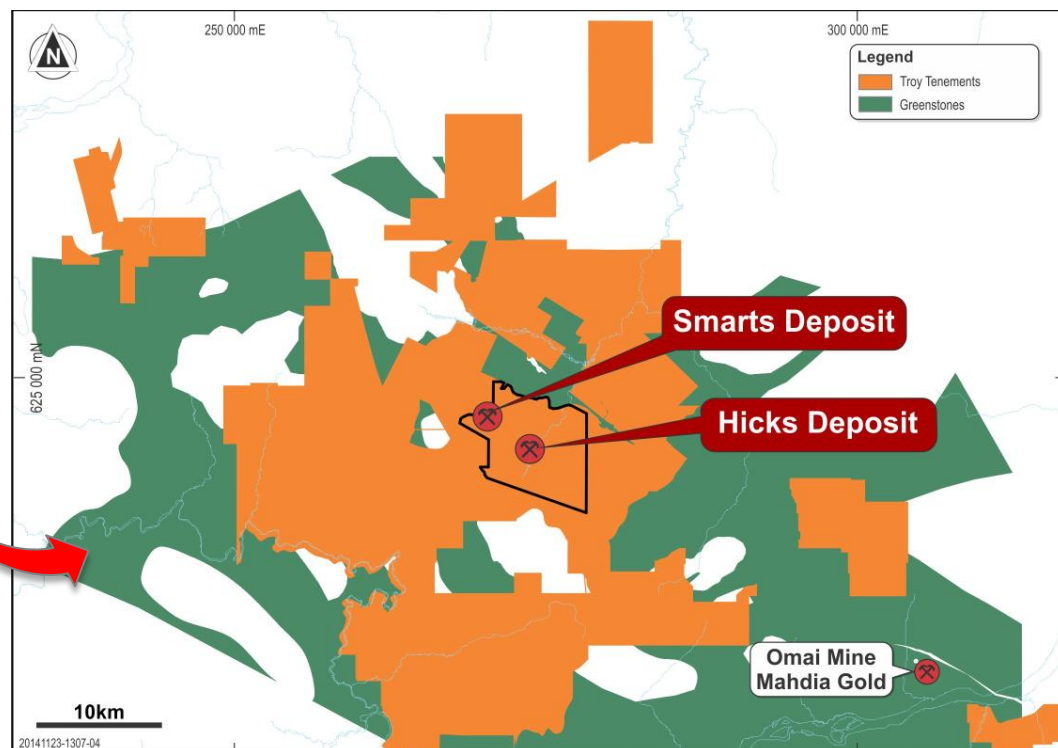 250 000 mE
300 000 mE
N
Legend
Troy Tenements
Greenstones
625 000 mN
Smarts Deposit
Hicks Deposit
Omai Mine
Mahdia Gold
10km
20141123-1307-04